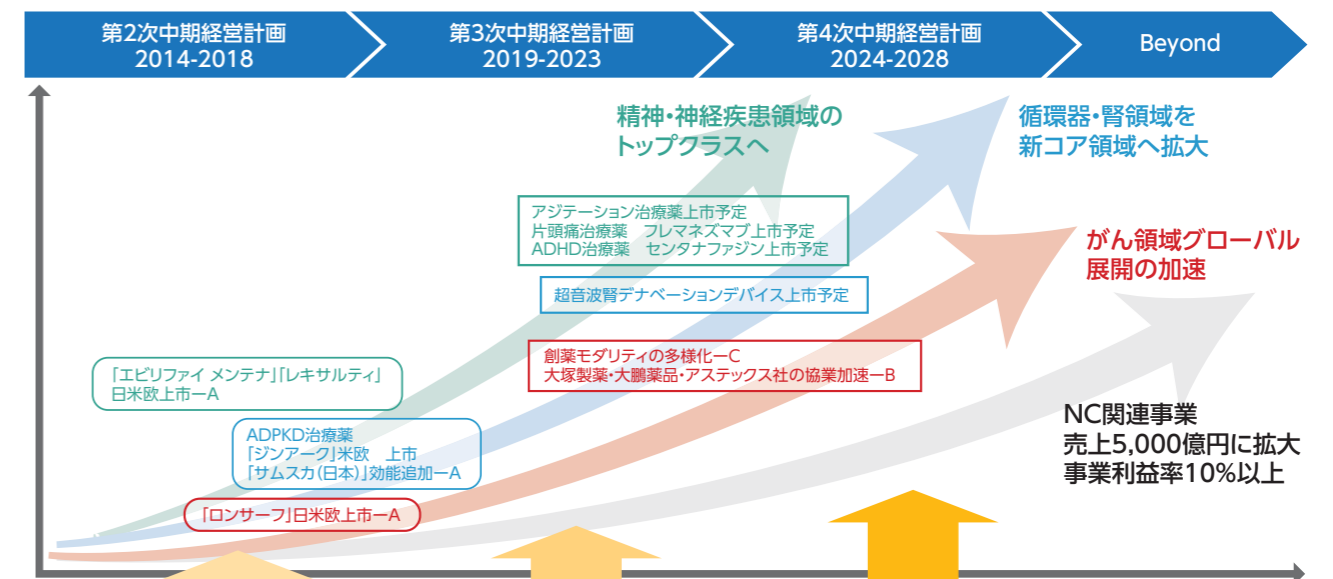 第2次中期経営計画
2014-2018
第3次中期経営計画
2019-2023
第4次中期経営計画
2024-2028
Beyond
精神・神経疾患領域の
トップクラスへ
循環器・腎領域を
新コア領域へ拡大
アジテーション治療薬上市予定
片頭痛治療薬　フレマネズマブ上市予定
ADHD治療薬　センタナファジン上市予定
がん領域グローバル
展開の加速
超音波腎デナベーションデバイス上市予定
創薬モダリティの多様化ーC
大塚製薬・大鵬薬品・アステックス社の協業加速ーB
「エビリファイ メンテナ」「レキサルティ」
日米欧上市ーA
ADPKD治療薬
「ジンアーク」米欧　上市
「サムスカ(日本)」効能追加ーA
「ロンサーフ」日米欧上市ーA
NC関連事業
売上5,000億円に拡大
事業利益率10%以上